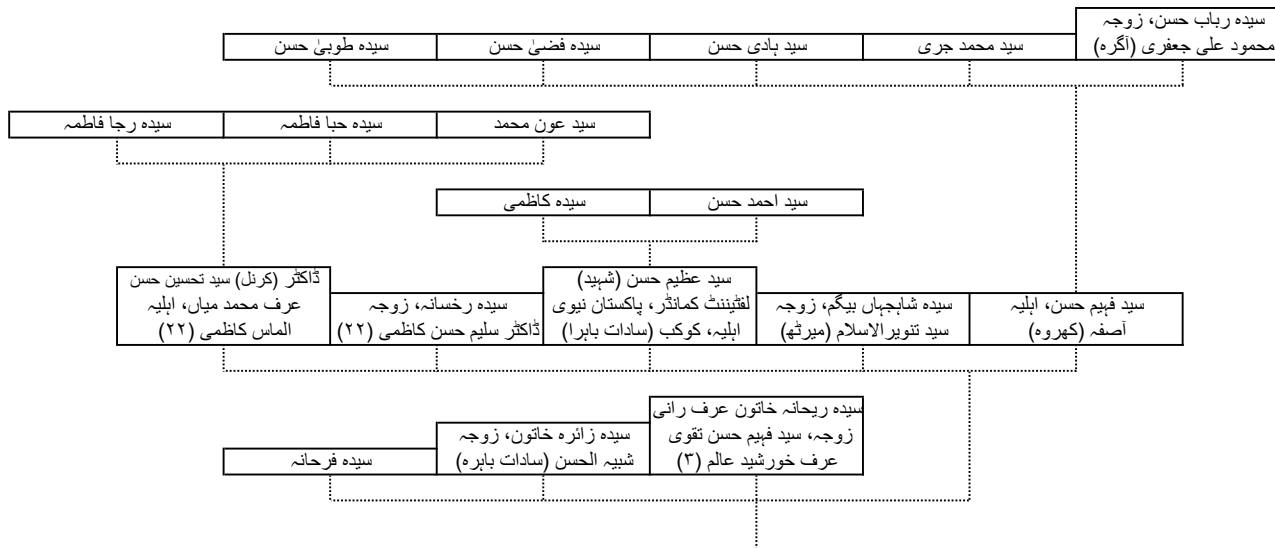 سیدہ رباب حسن، زوجہ
محمود علی جعفری (آگرہ)
سید محمد جری
سید ہادی حسن
سیدہ فضیٰ حسن
سیدہ طوبیٰ حسن
سید عون محمد
سیدہ حبا فاطمہ
سیدہ رجا فاطمہ
سید احمد حسن
سیدہ کاظمی
سید فہیم حسن، اہلیہ
آصفہ (کھروہ)
سیدہ شاہجہاں بیگم، زوجہ
سید تنویرالاسلام (میرٹھ)
سید عظیم حسن (شہید)
لفٹیننٹ کمانڈر، پاکستان نیوی
اہلیہ، کوکب (سادات باہرا)
سیدہ رخسانہ، زوجہ
ڈاکٹر سلیم حسن کاظمی (۲۲)
ڈاکٹر (کرنل) سید تحسین حسن
عرف محمد میاں، اہلیہ
الماس کاظمی (۲۲)
سیدہ ریحانہ خاتون عرف رانی
زوجہ، سید فہیم حسن تقوی
عرف خورشید عالم (۳)
سیدہ زائرہ خاتون، زوجہ
شبیہ الحسن (سادات باہرہ)
سیدہ فرحانہ